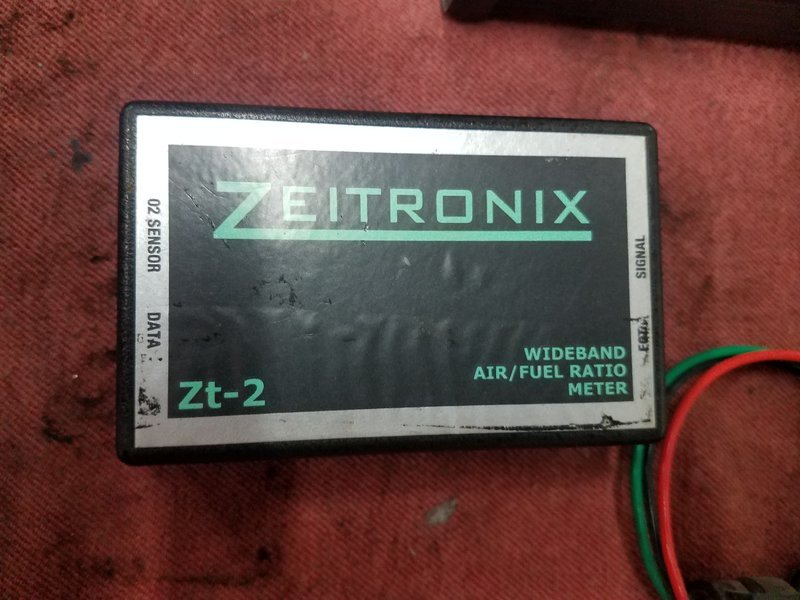 ZEITRONIX
O2 SENSOR
DATA
SIGNAL
WIDEBAND
AIR/FUEL RATIO
METER
Zt-2